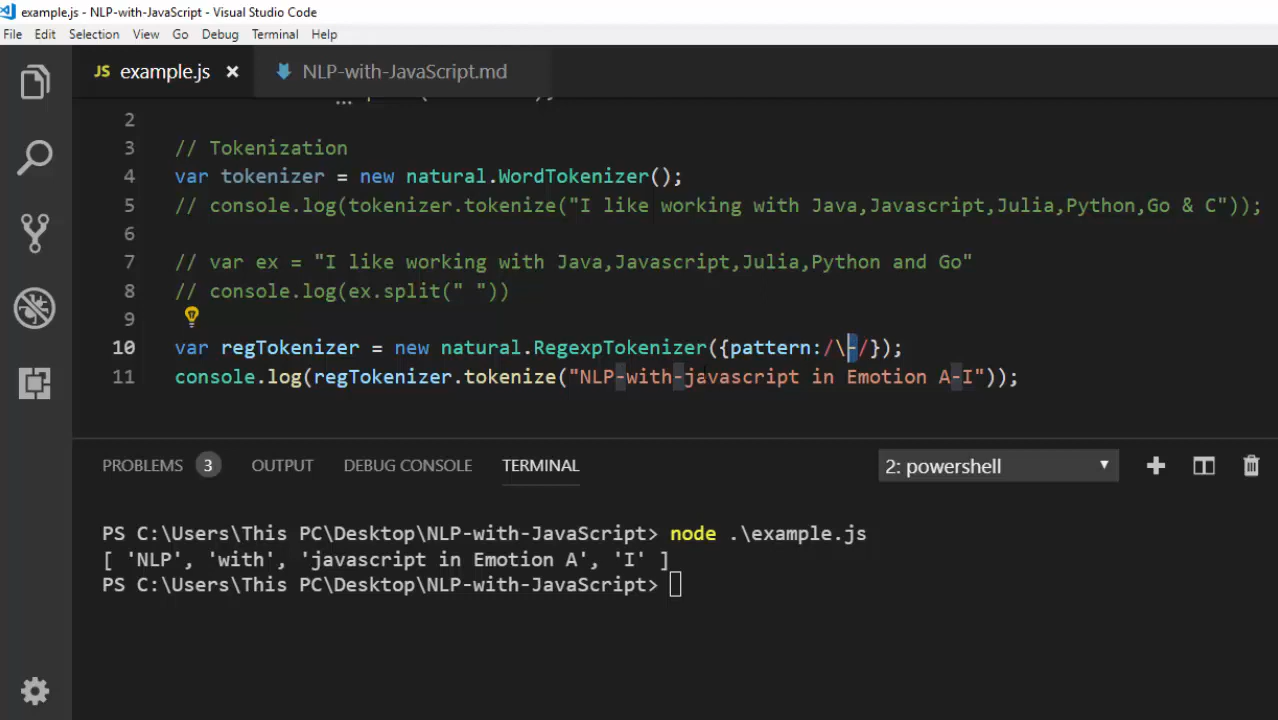 example.js - NLP-with-JavaScript - Visual Studio Code
File Edit Selection View Go Debug Terminal Help
JS example.js × NLP-with-JavaScript.md
2
3 // Tokenization
4 var tokenizer = new natural.WordTokenizer();
5 // console.log(tokenizer.tokenize("I like working with Java,Javascript,Julia,Python,Go & C"));
6
7 // var ex = "I like working with Java,Javascript,Julia,Python and Go"
8 // console.log(ex.split(" "))
9
10 var regTokenizer = new natural.RegexpTokenizer({pattern:/\-/});
11 console.log(regTokenizer.tokenize("NLP-with-javascript in Emotion A-I"));
PROBLEMS 3 OUTPUT DEBUG CONSOLE TERMINAL 2: powershell
PS C:\Users\This PC\Desktop\NLP-with-JavaScript> node .\example.js
[ 'NLP', 'with', 'javascript in Emotion A', 'I' ]
PS C:\Users\This PC\Desktop\NLP-with-JavaScript>